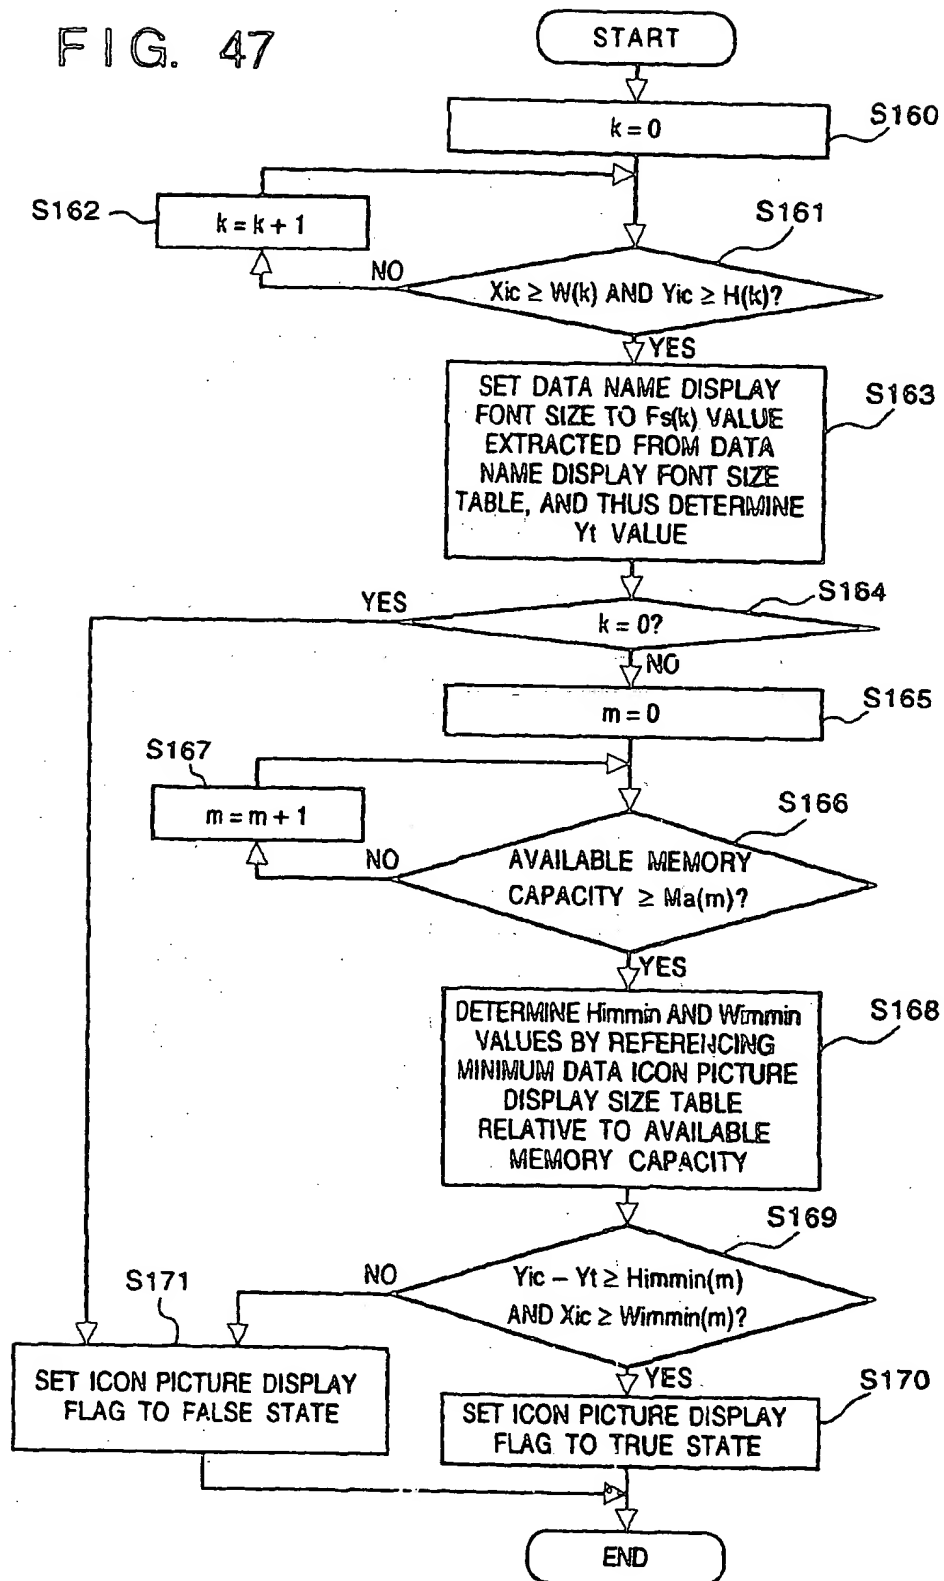 FIG. 47
START
S160
k = 0
S162
k = k + 1
S161
NO
Xic ≥ W(k) AND Yic ≥ H(k)?
YES
S163
SET DATA NAME DISPLAY
FONT SIZE TO Fs(k) VALUE
EXTRACTED FROM DATA
NAME DISPLAY FONT SIZE
TABLE, AND THUS DETERMINE
Yt VALUE
S164
YES
k = 0?
NO
S165
m = 0
S167
m = m + 1
S166
NO
AVAILABLE MEMORY
CAPACITY ≥ Ma(m)?
YES
S168
DETERMINE Himmin AND Wimmin
VALUES BY REFERENCING
MINIMUM DATA ICON PICTURE
DISPLAY SIZE TABLE
RELATIVE TO AVAILABLE
MEMORY CAPACITY
S169
S171
NO
Yic – Yt ≥ Himmin(m)
AND Xic ≥ Wimmin(m)?
YES
S170
SET ICON PICTURE DISPLAY
FLAG TO FALSE STATE
SET ICON PICTURE DISPLAY
FLAG TO TRUE STATE
END